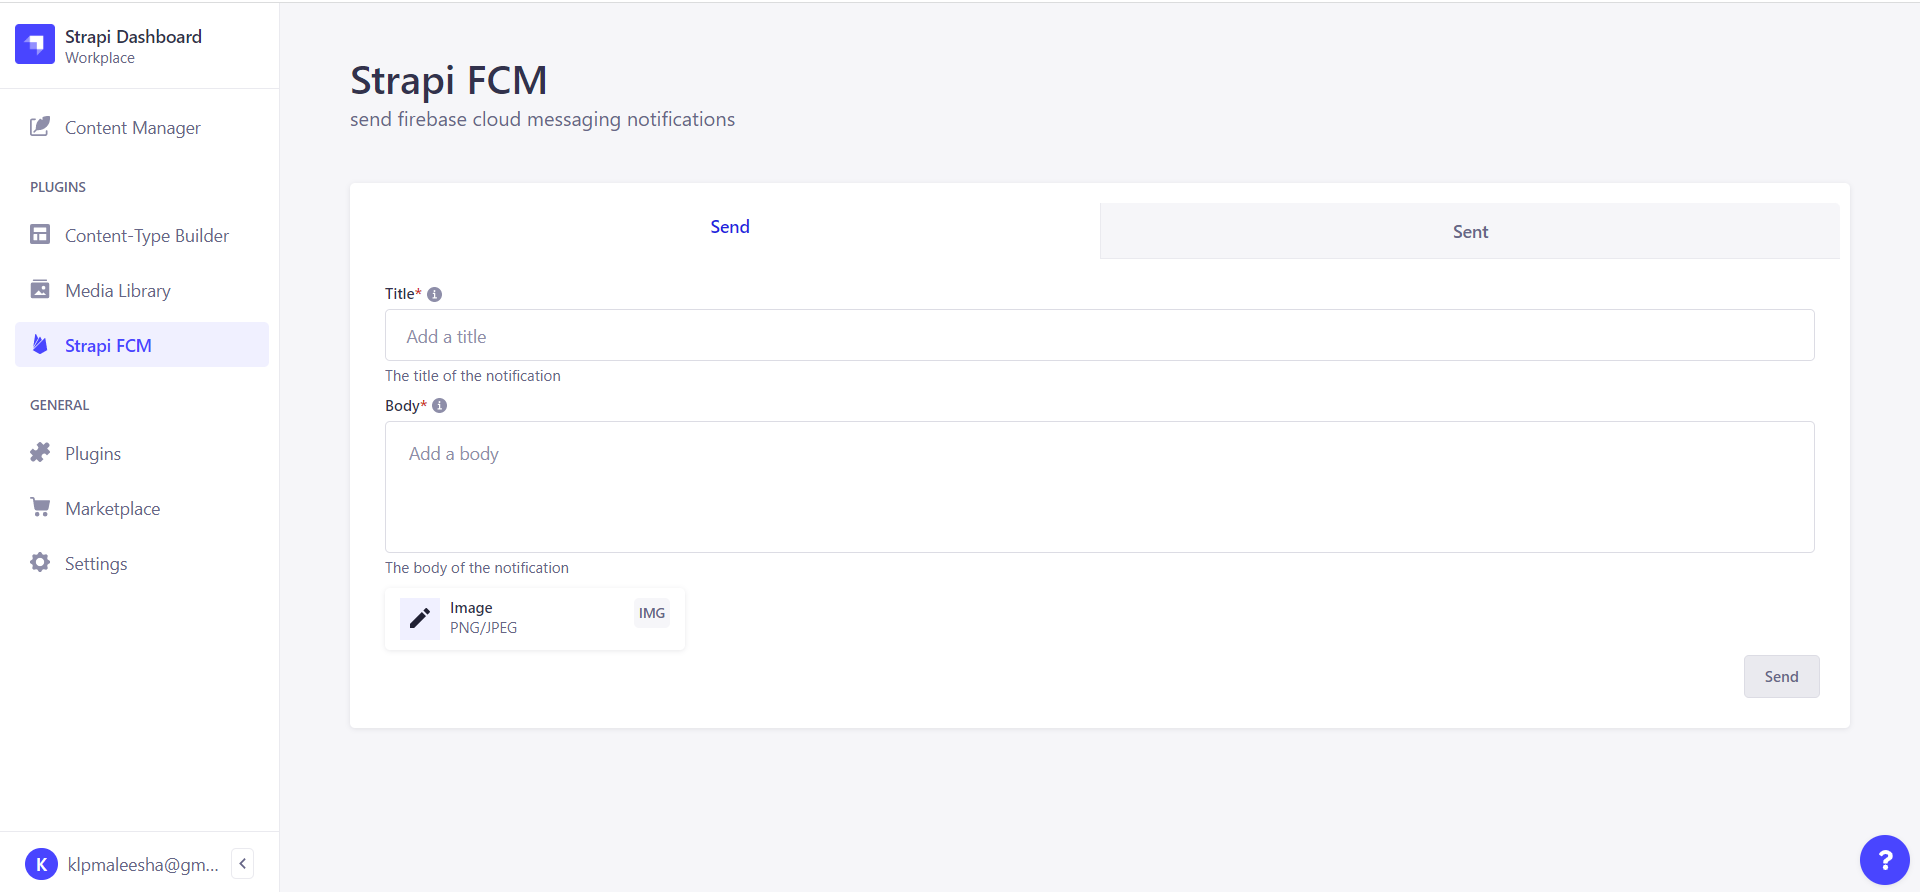 Strapi Dashboard
Workplace
Content Manager
PLUGINS
Content-Type Builder
Media Library
Strapi FCM
GENERAL
Plugins
Marketplace
Settings
K
klpmaleesha@gm...
Strapi FCM
send firebase cloud messaging notifications
Send
Sent
Title*
Add a title
The title of the notification
Body*
Add a body
The body of the notification
Image
IMG
PNG/JPEG
Send
?